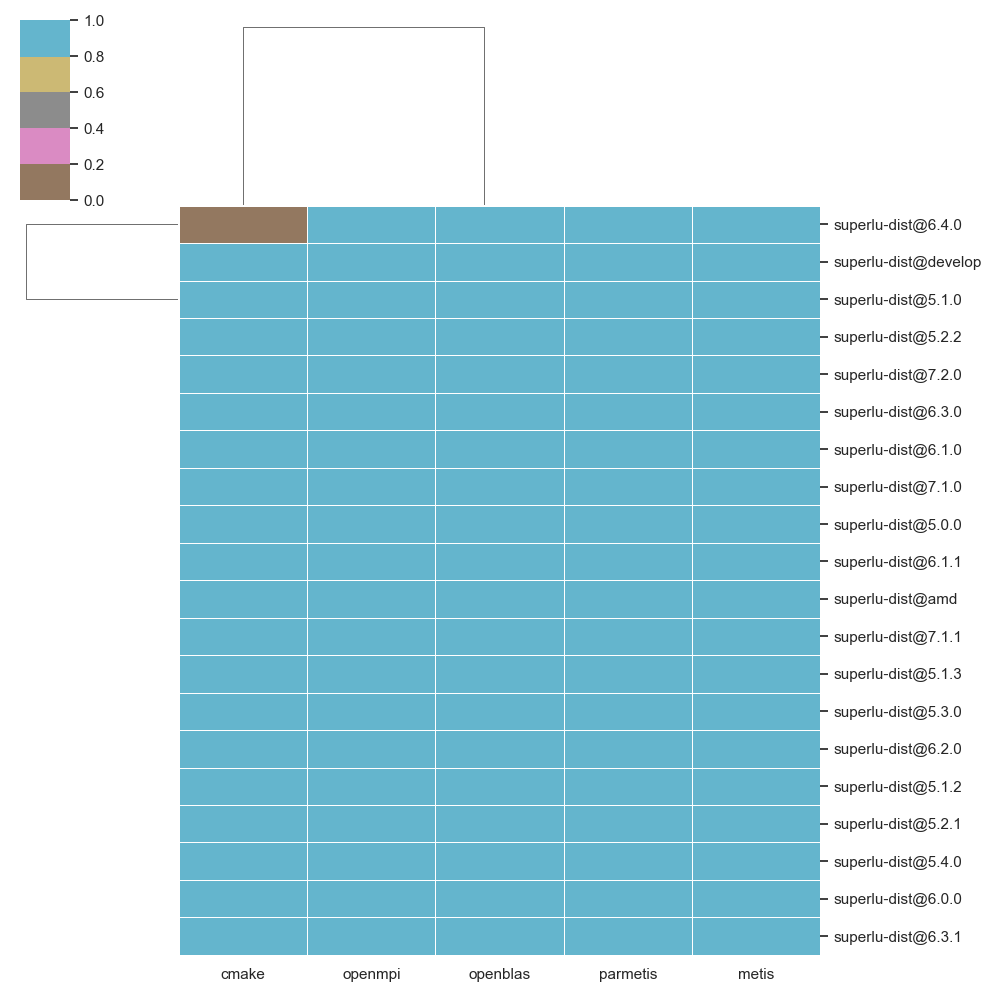 1.0
0.8
0.6
0.4
0.2
0.0
superlu-dist@6.4.0
superlu-dist@develop
superlu-dist@5.1.0
superlu-dist@5.2.2
superlu-dist@7.2.0
superlu-dist@6.3.0
superlu-dist@6.1.0
superlu-dist@7.1.0
superlu-dist@5.0.0
superlu-dist@6.1.1
superlu-dist@amd
superlu-dist@7.1.1
superlu-dist@5.1.3
superlu-dist@5.3.0
superlu-dist@6.2.0
superlu-dist@5.1.2
superlu-dist@5.2.1
superlu-dist@5.4.0
superlu-dist@6.0.0
superlu-dist@6.3.1
cmake openmpi openblas parmetis metis